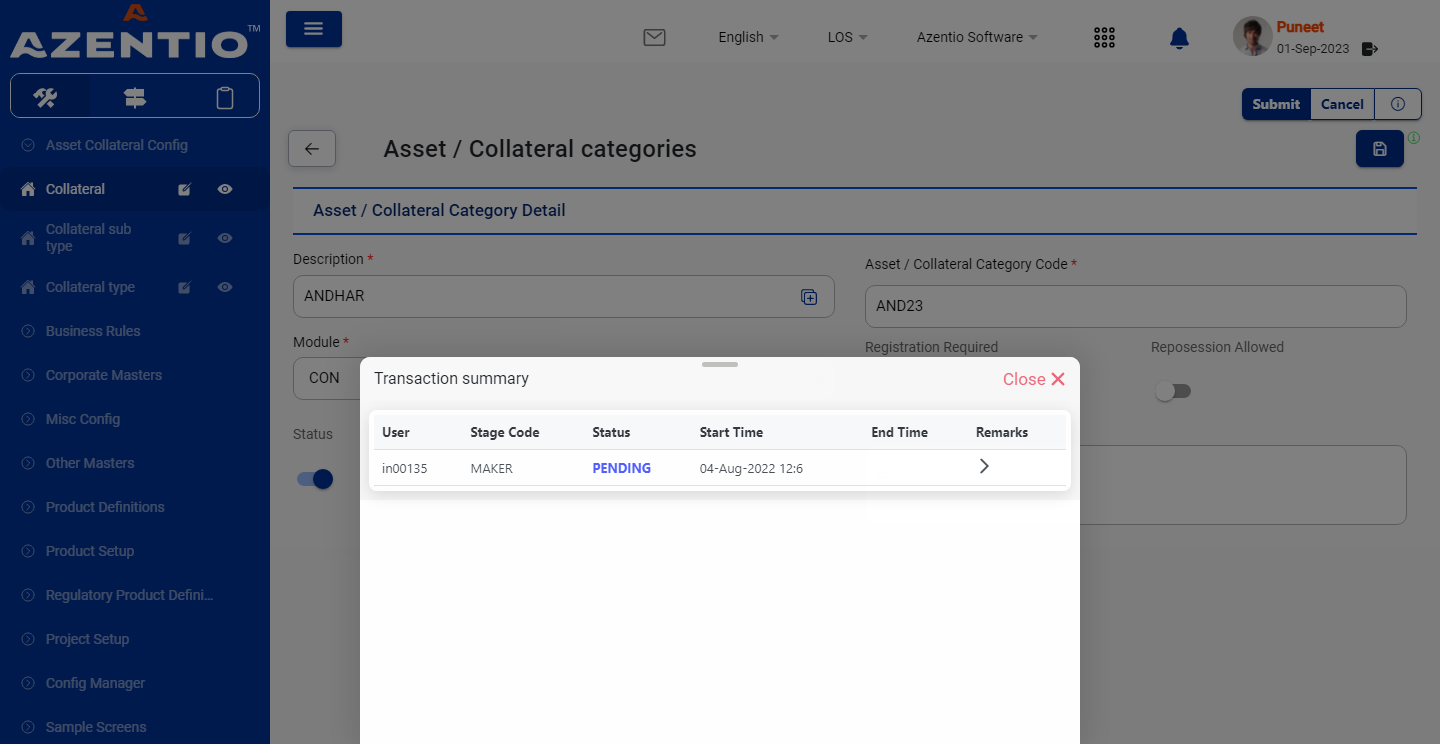 AZENTIO™
English
LOS
Azentio Software
Puneet
01-Sep-2023
Asset Collateral Config
Collateral
Collateral sub
type
Collateral type
Business Rules
Corporate Masters
Misc Config
Other Masters
Product Definitions
Product Setup
Regulatory Product Defini...
Project Setup
Config Manager
Sample Screens
Submit
Cancel
Asset / Collateral categories
Asset / Collateral Category Detail
Description *
ANDHAR
Asset / Collateral Category Code *
AND23
Module *
CON
Registration Required
Reposession Allowed
Status
Transaction summary
Close
User Stage Code Status Start Time End Time Remarks
in00135 MAKER PENDING 04-Aug-2022 12:6